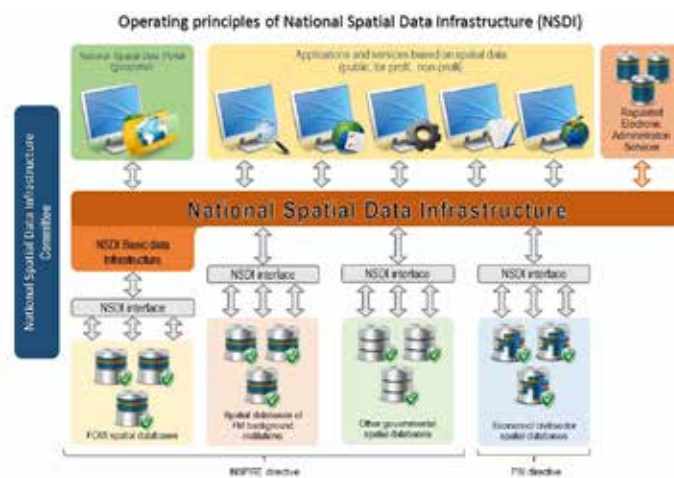 Operating principles of National Spatial Data Infrastructure (NSDI)
National Spatial Data Portal
(geoportal)
Applications and services based on spatial data
(public, for profit, non-profit)
Regulated
Electronic
Administration
Services
National Spatial Data Infrastructure
Committee
National Spatial Data Infrastructure
NSDI Basic data
Infrastructure
NSDI interface
NSDI interface
NSDI interface
NSDI interface
spatial databases
Spatial databases of
background
institutions
Other governmental
spatial databases
Economic/ civil sector
spatial databases
INSPIRE directive
directive